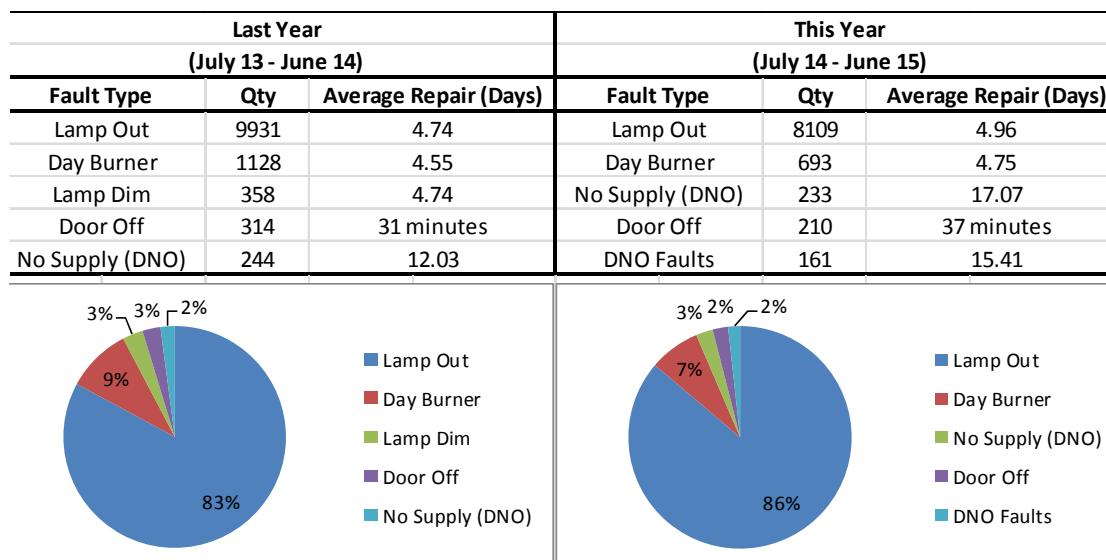 Last Year
(July 13 - June 14)
Fault Type Qty Average Repair (Days)
Lamp Out 9931 4.74
Day Burner 1128 4.55
Lamp Dim 358 4.74
Door Off 314 31 minutes
No Supply (DNO) 244 12.03
This Year
(July 14 - June 15)
Fault Type Qty Average Repair (Days)
Lamp Out 8109 4.96
Day Burner 693 4.75
No Supply (DNO) 233 17.07
Door Off 210 37 minutes
DNO Faults 161 15.41
3% 3% 2%
9%
83%
Lamp Out
Day Burner
Lamp Dim
Door Off
No Supply (DNO)
3% 2% 2%
7%
86%
Lamp Out
Day Burner
No Supply (DNO)
Door Off
DNO Faults